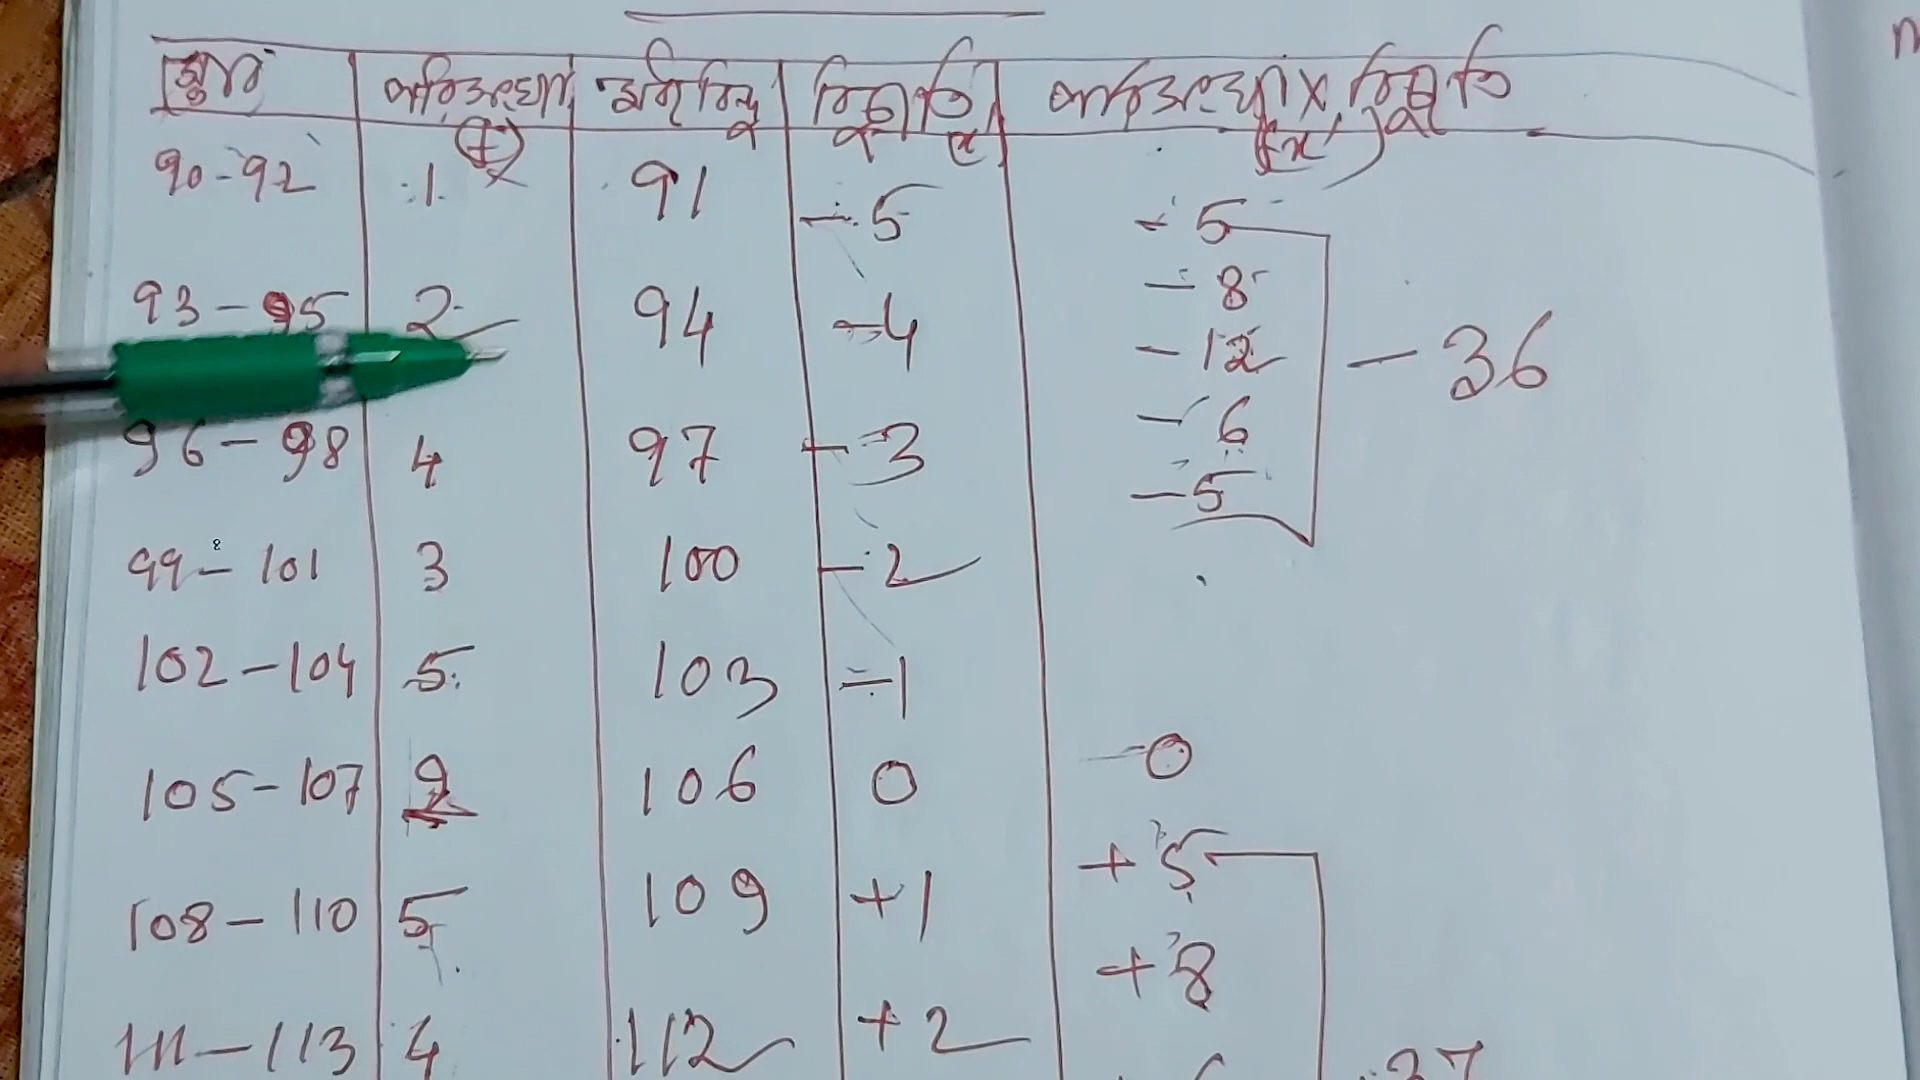 স্কোর পরিসংখ্যা মধ্যবিন্দু বিচ্যুতি পরিসংখ্যা X বিচ্যুতি
(f) x' (fx')
90-92 1 91 -5 -5
93-95 2 94 -4 -8
96-98 4 97 -3 -12 -36
99-101 3 100 -2 -6
102-104 5 103 -1 -5
105-107 9 106 0 0
108-110 5 109 +1 +5
111-113 4 112 +2 +8
37